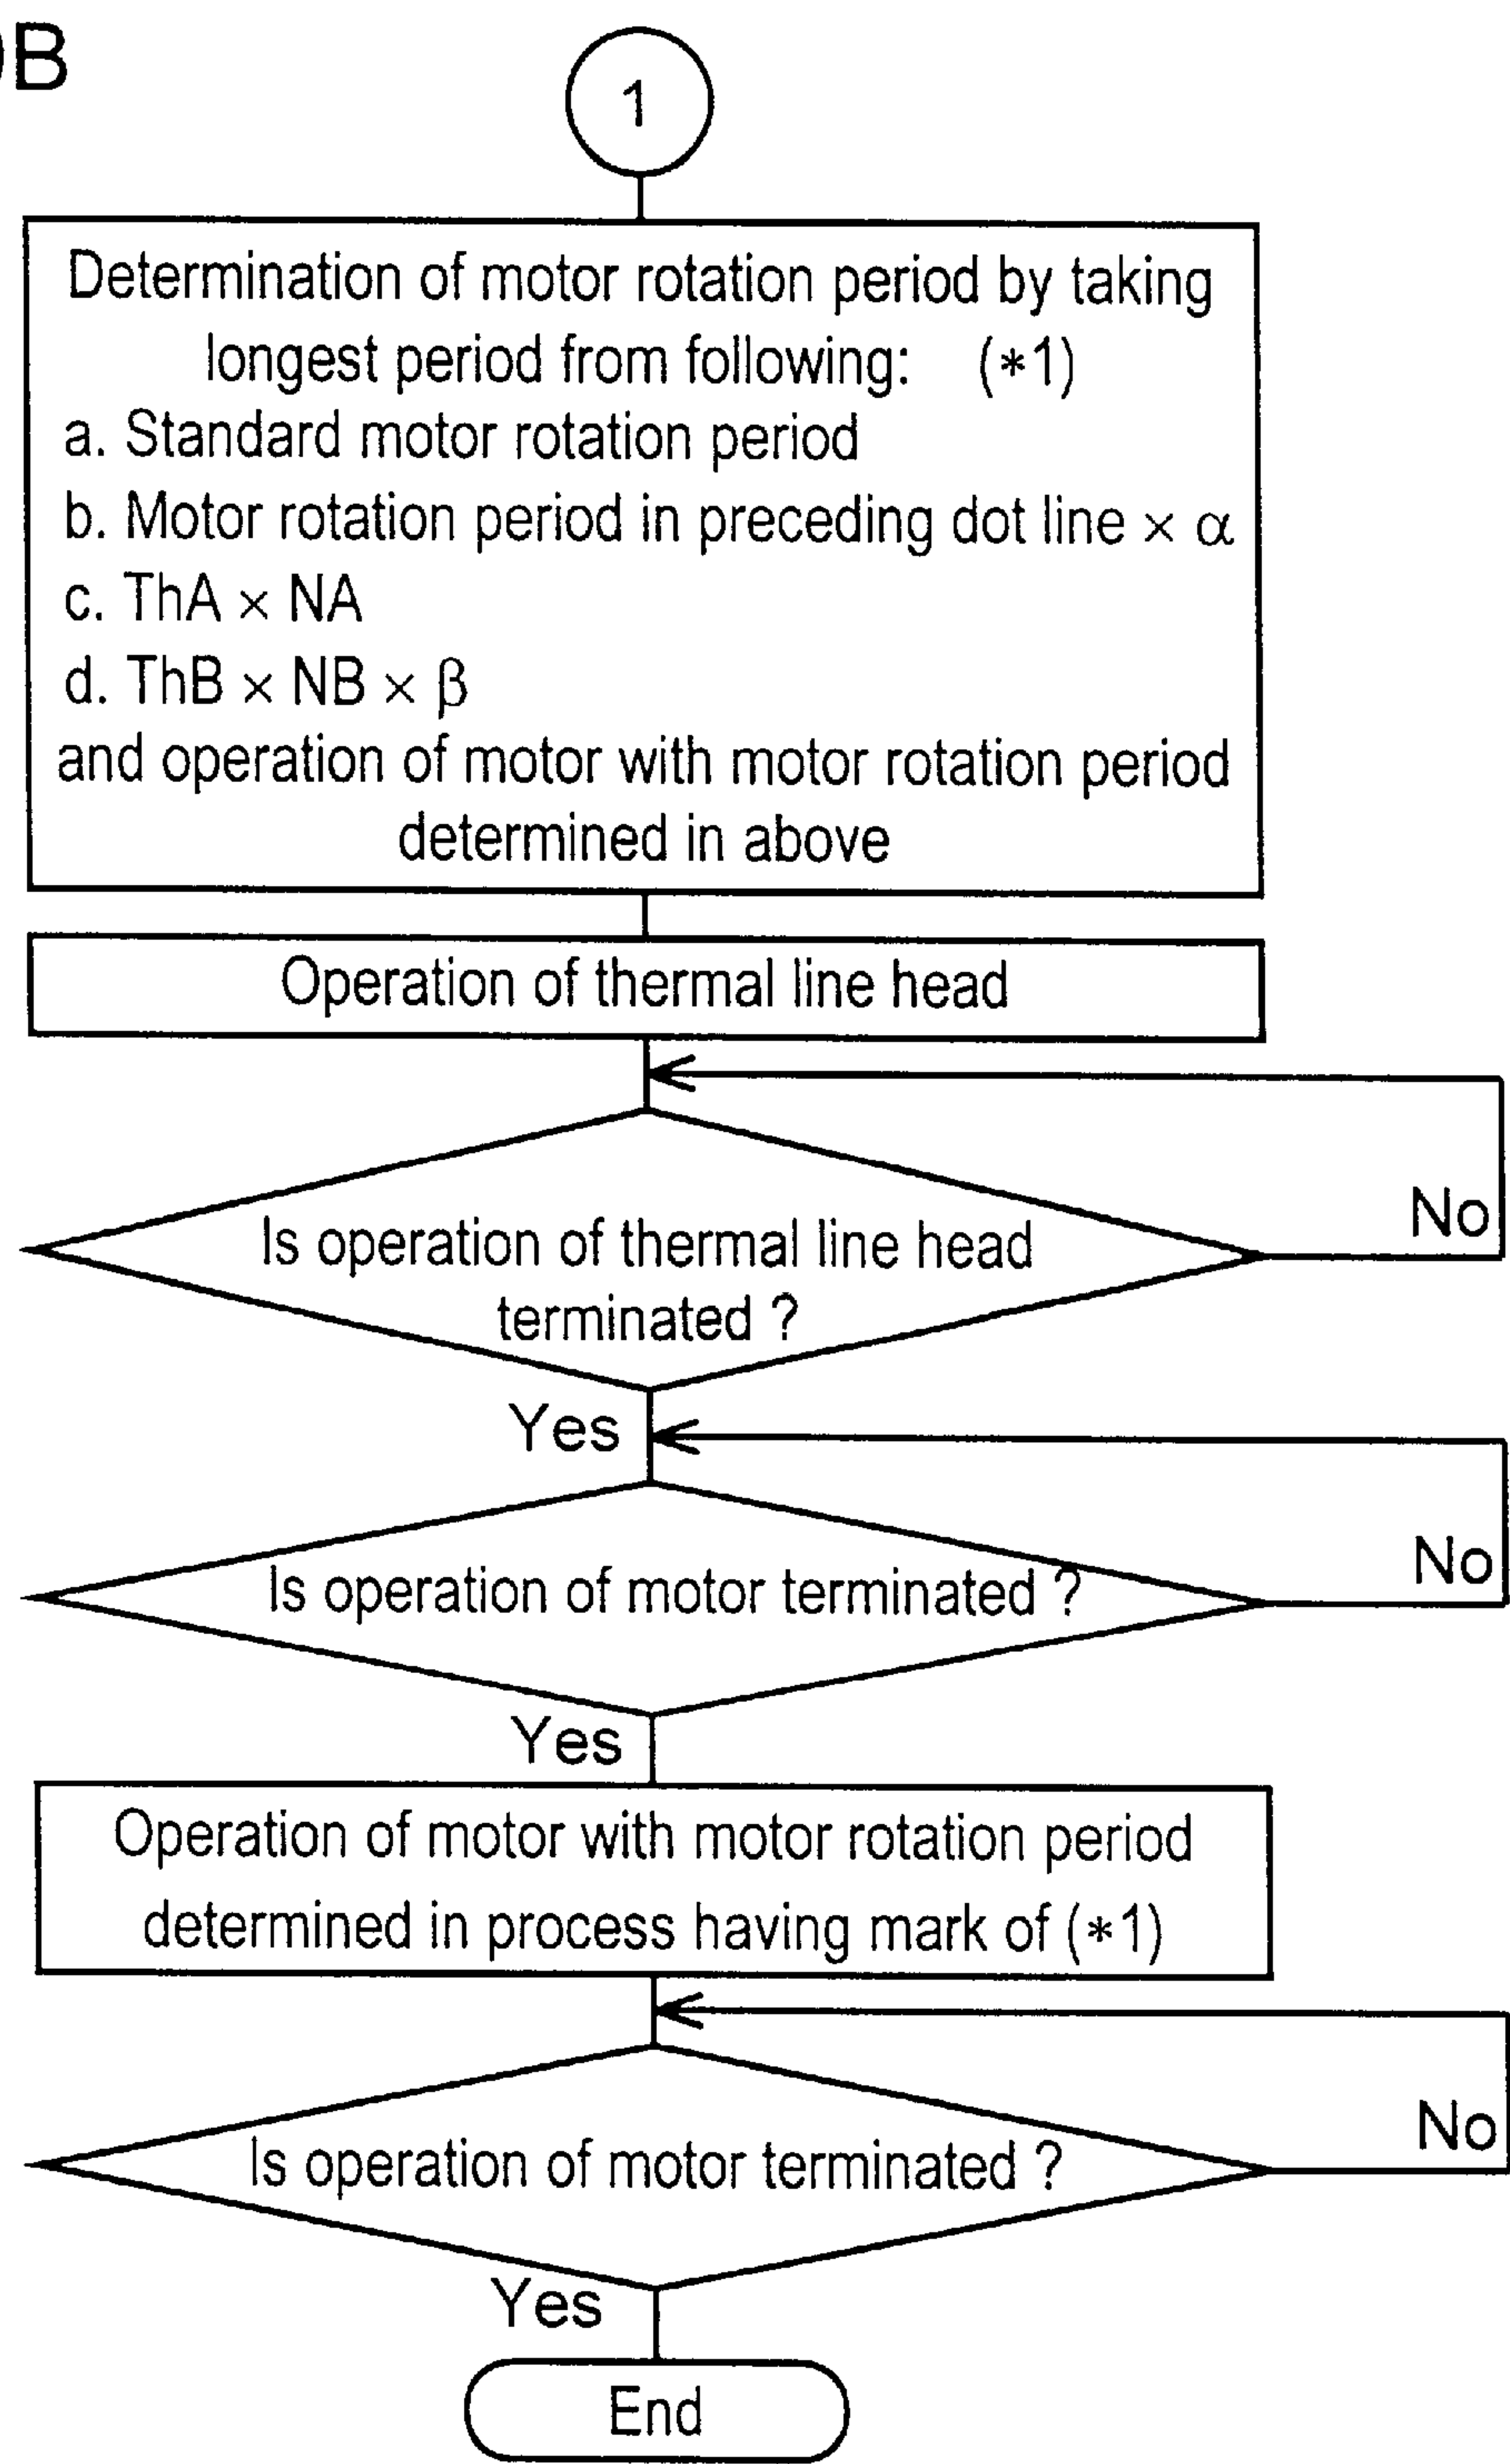 B
1
Determination of motor rotation period by taking
longest period from following: (*1)
a. Standard motor rotation period
b. Motor rotation period in preceding dot line × α
c. ThA × NA
d. ThB × NB × β
and operation of motor with motor rotation period
determined in above
Operation of thermal line head
No
Is operation of thermal line head
terminated ?
Yes
No
Is operation of motor terminated ?
Yes
Operation of motor with motor rotation period
determined in process having mark of (*1)
No
Is operation of motor terminated ?
Yes
End